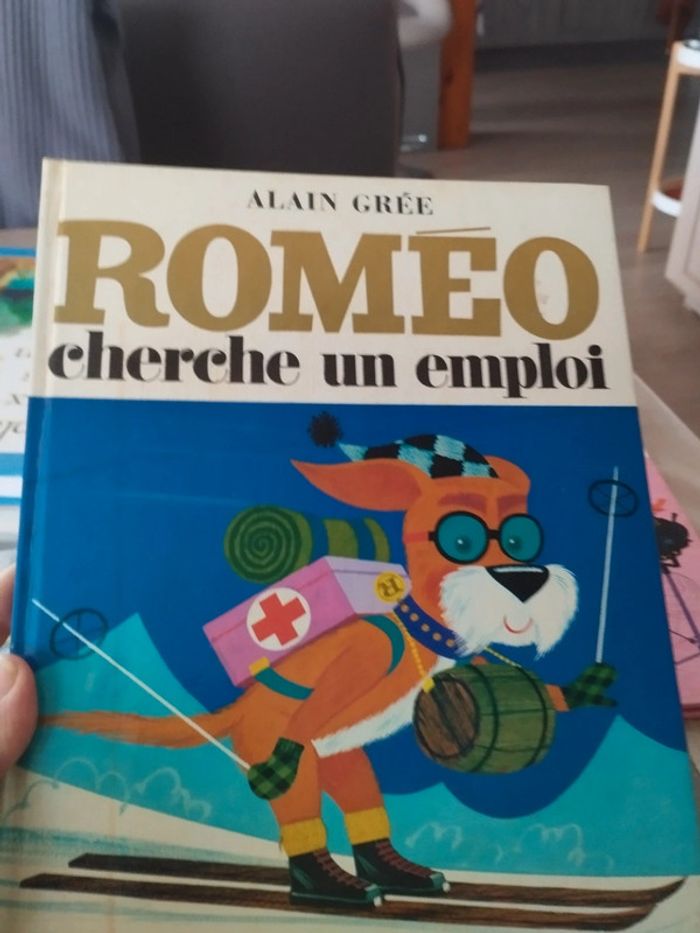 ALAIN GRÉE
ROMÉO
cherche un emploi
R